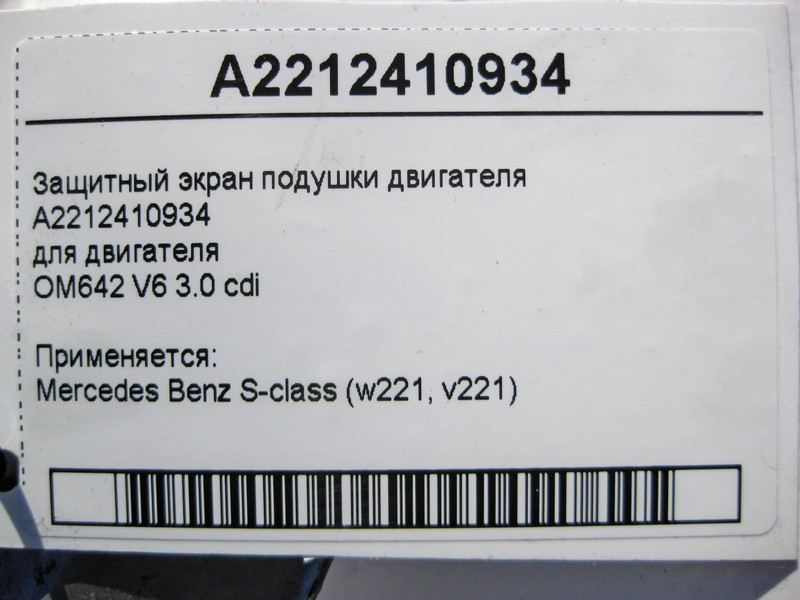 A2212410934
Защитный экран подушки двигателя
A2212410934
для двигателя
OM642 V6 3.0 cdi
Применяется:
Mercedes Benz S-class (w221, v221)